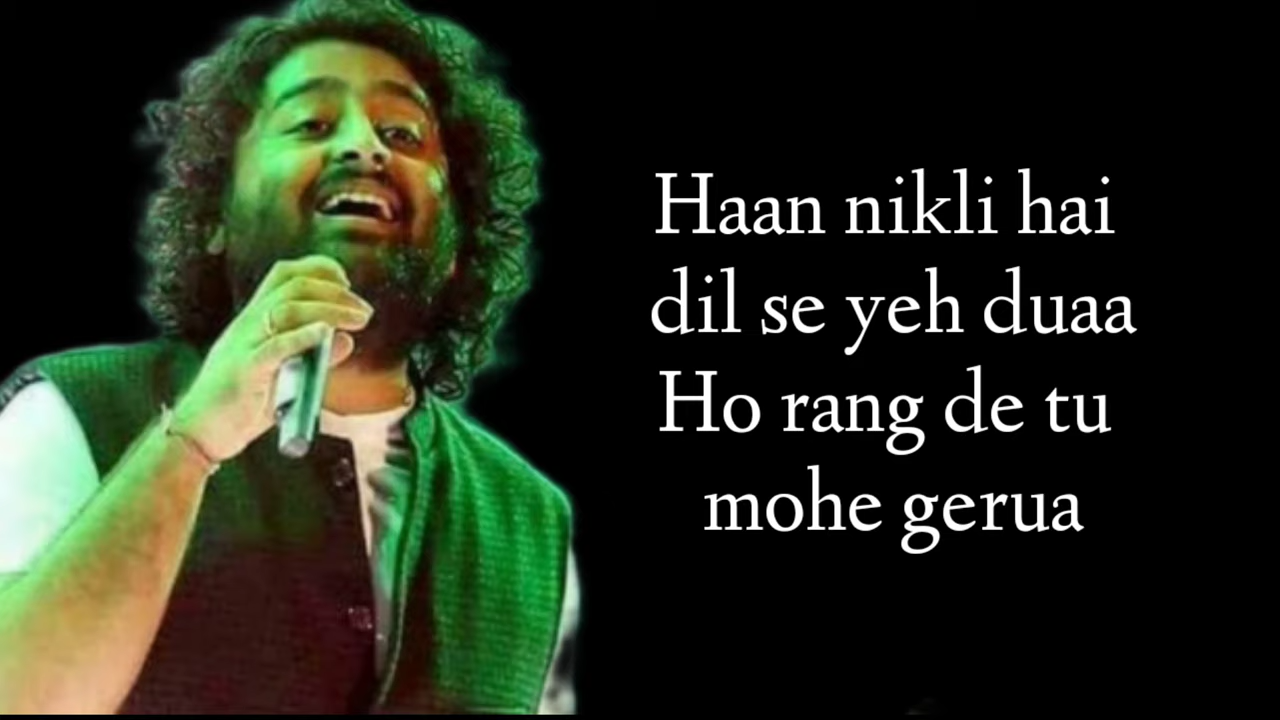 Haan nikli hai
dil se yeh duaa
Ho rang de tu
mohe gerua